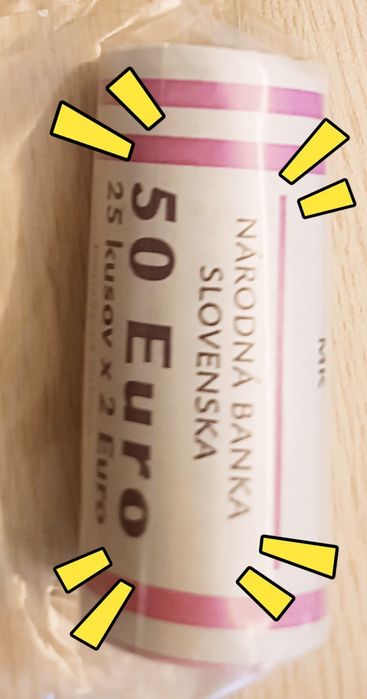 NÁRODNÁ BANKA
SLOVENSKA
50 Euro
25 kusov x 2 Euro